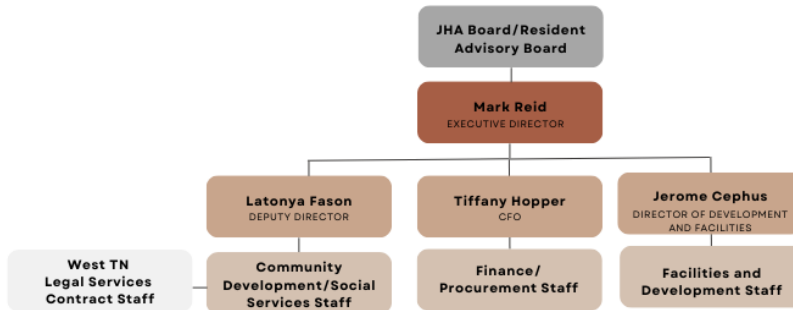 JHA Board/Resident
Advisory Board
Mark Reid
EXECUTIVE DIRECTOR
Latonya Fason
DEPUTY DIRECTOR
Tiffany Hopper
CFO
Jerome Cephus
DIRECTOR OF DEVELOPMENT
AND FACILITIES
West TN
Legal Services
Contract Staff
Community
Development/Social
Services Staff
Finance/
Procurement Staff
Facilities and
Development Staff